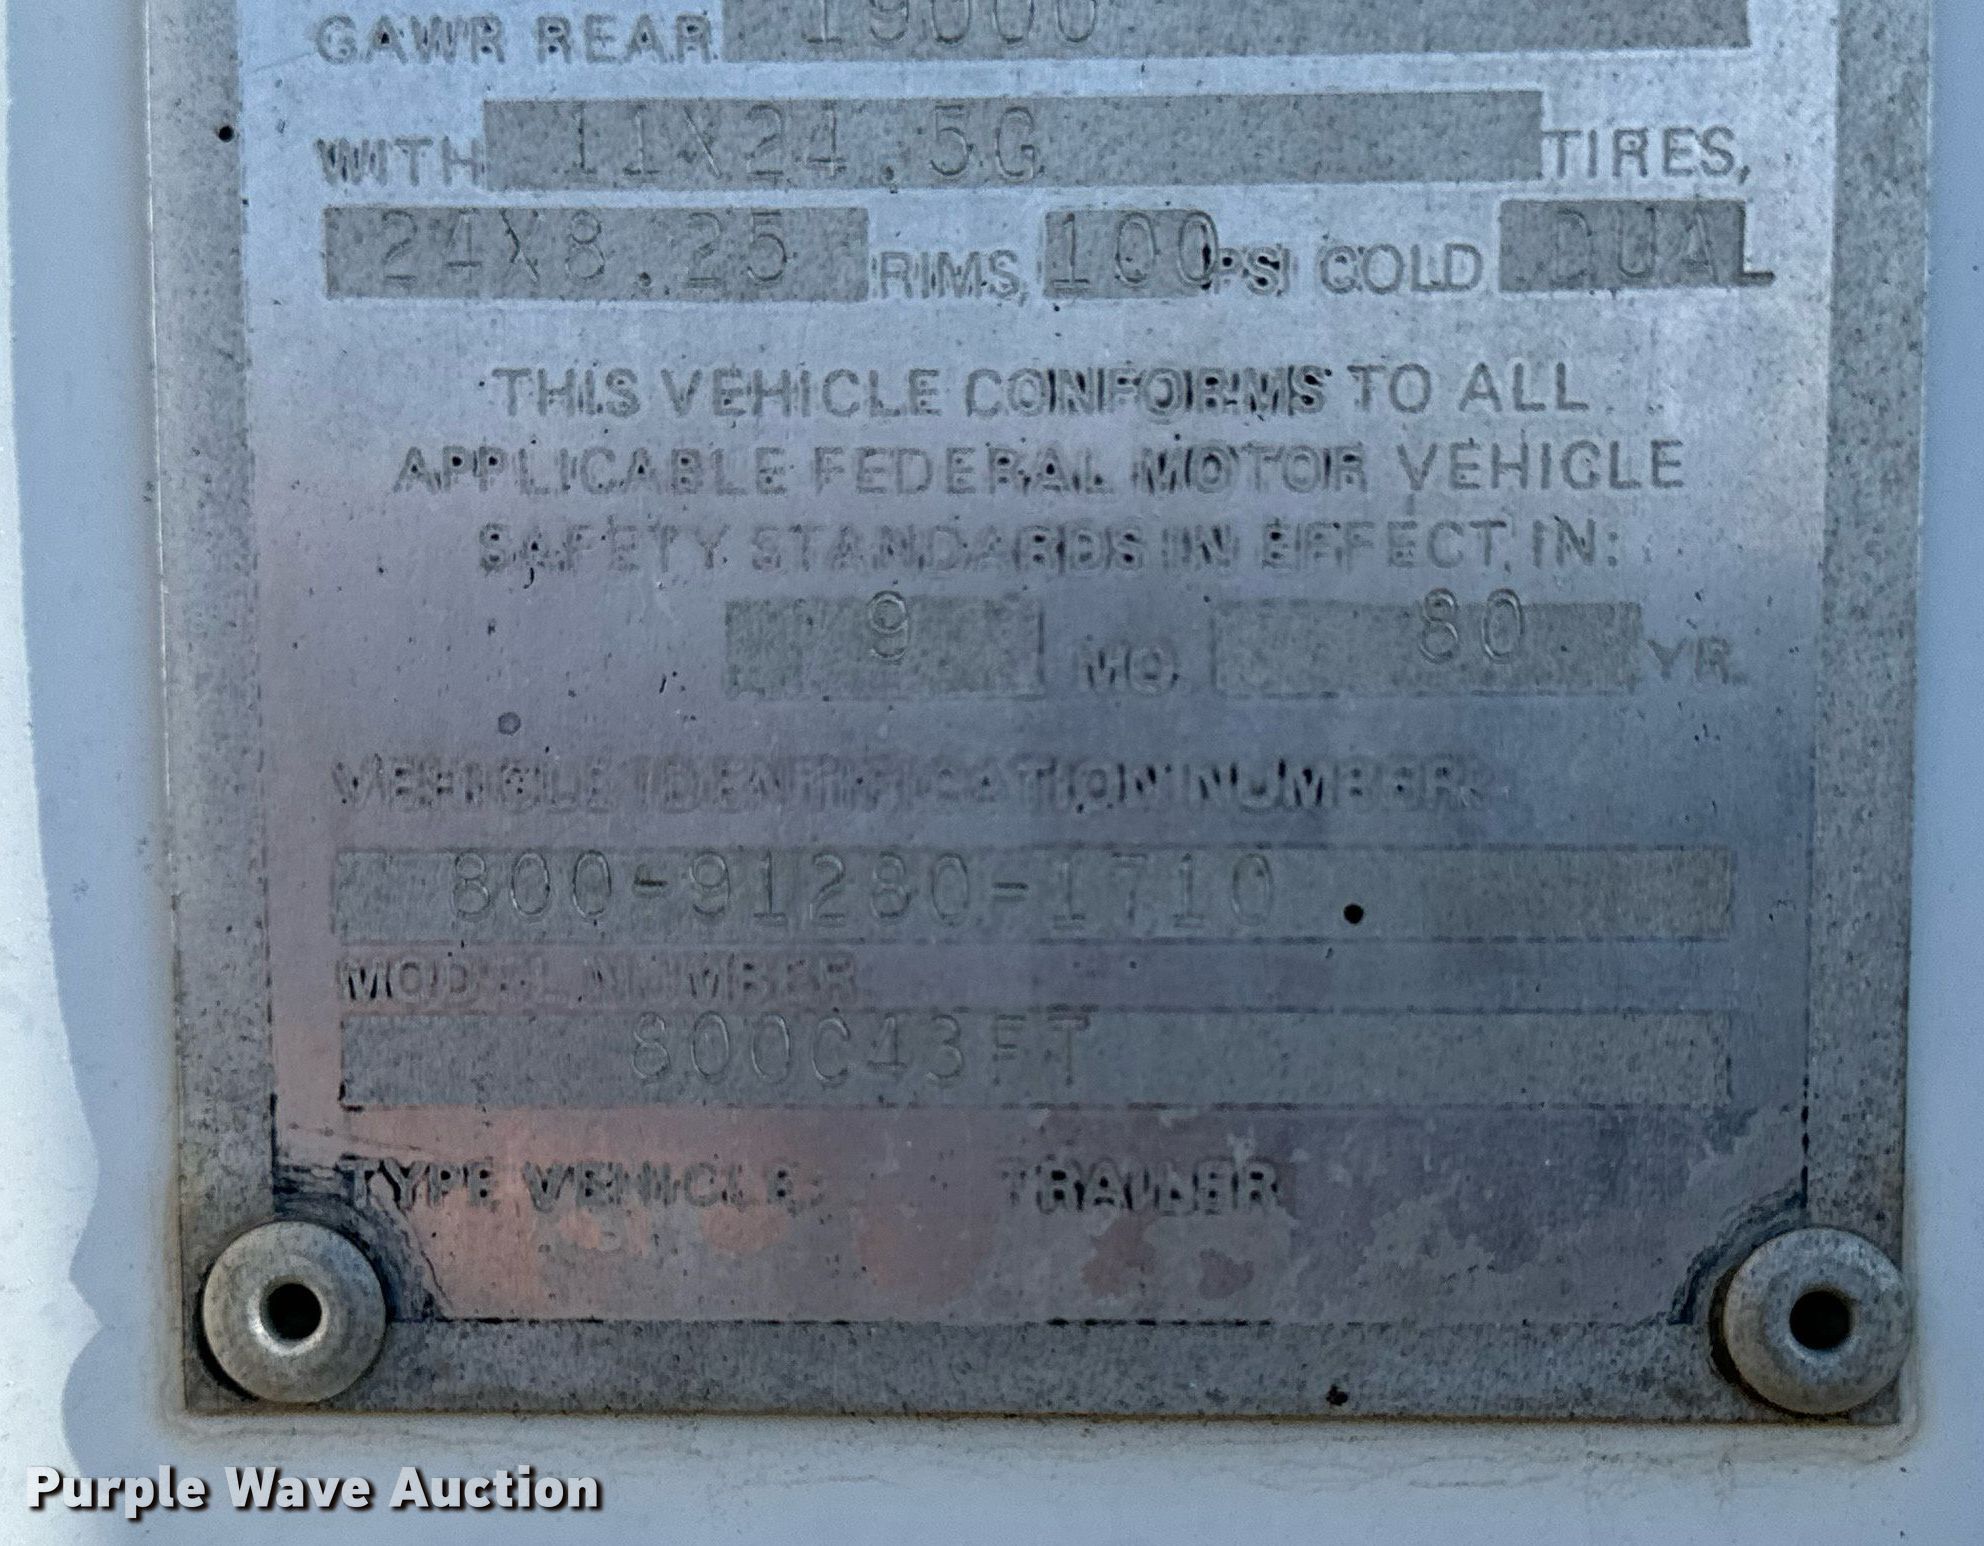 GAWR REAR 19000
WITH 11X24.5G TIRES,
24X8.25 RIMS, 100 PSI COLD DUAL
THIS VEHICLE CONFORMS TO ALL
APPLICABLE FEDERAL MOTOR VEHICLE
SAFETY STANDARDS IN EFFECT IN:
9 MO. 80 YR.
VEHICLE IDENTIFICATION NUMBER:
800-91280-1710
MODEL NUMBER
800C43FT
TYPE VEHICLE: TRAILER
Purple Wave Auction